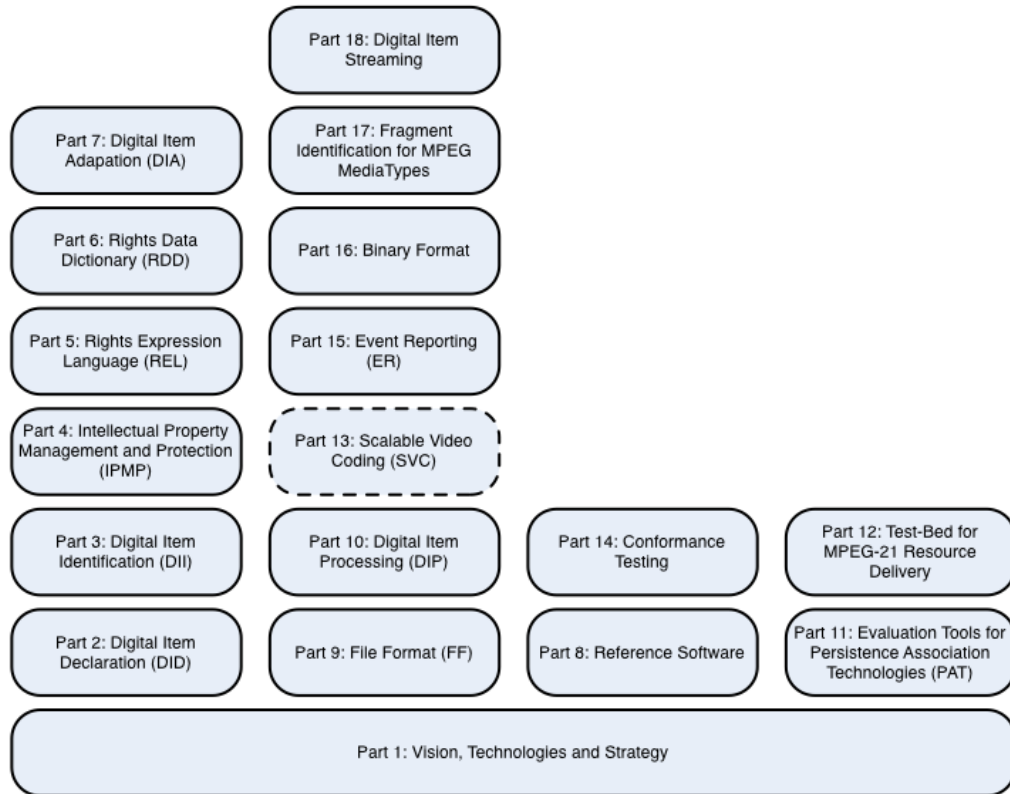 Part 18: Digital Item
Streaming
Part 7: Digital Item
Adapation (DIA)
Part 17: Fragment
Identification for MPEG
MediaTypes
Part 6: Rights Data
Dictionary (RDD)
Part 16: Binary Format
Part 5: Rights Expression
Language (REL)
Part 15: Event Reporting
(ER)
Part 4: Intellectual Property
Management and Protection
(IPMP)
Part 13: Scalable Video
Coding (SVC)
Part 3: Digital Item
Identification (DII)
Part 10: Digital Item
Processing (DIP)
Part 14: Conformance
Testing
Part 12: Test-Bed for
MPEG-21 Resource
Delivery
Part 2: Digital Item
Declaration (DID)
Part 9: File Format (FF)
Part 8: Reference Software
Part 11: Evaluation Tools for
Persistence Association
Technologies (PAT)
Part 1: Vision, Technologies and Strategy